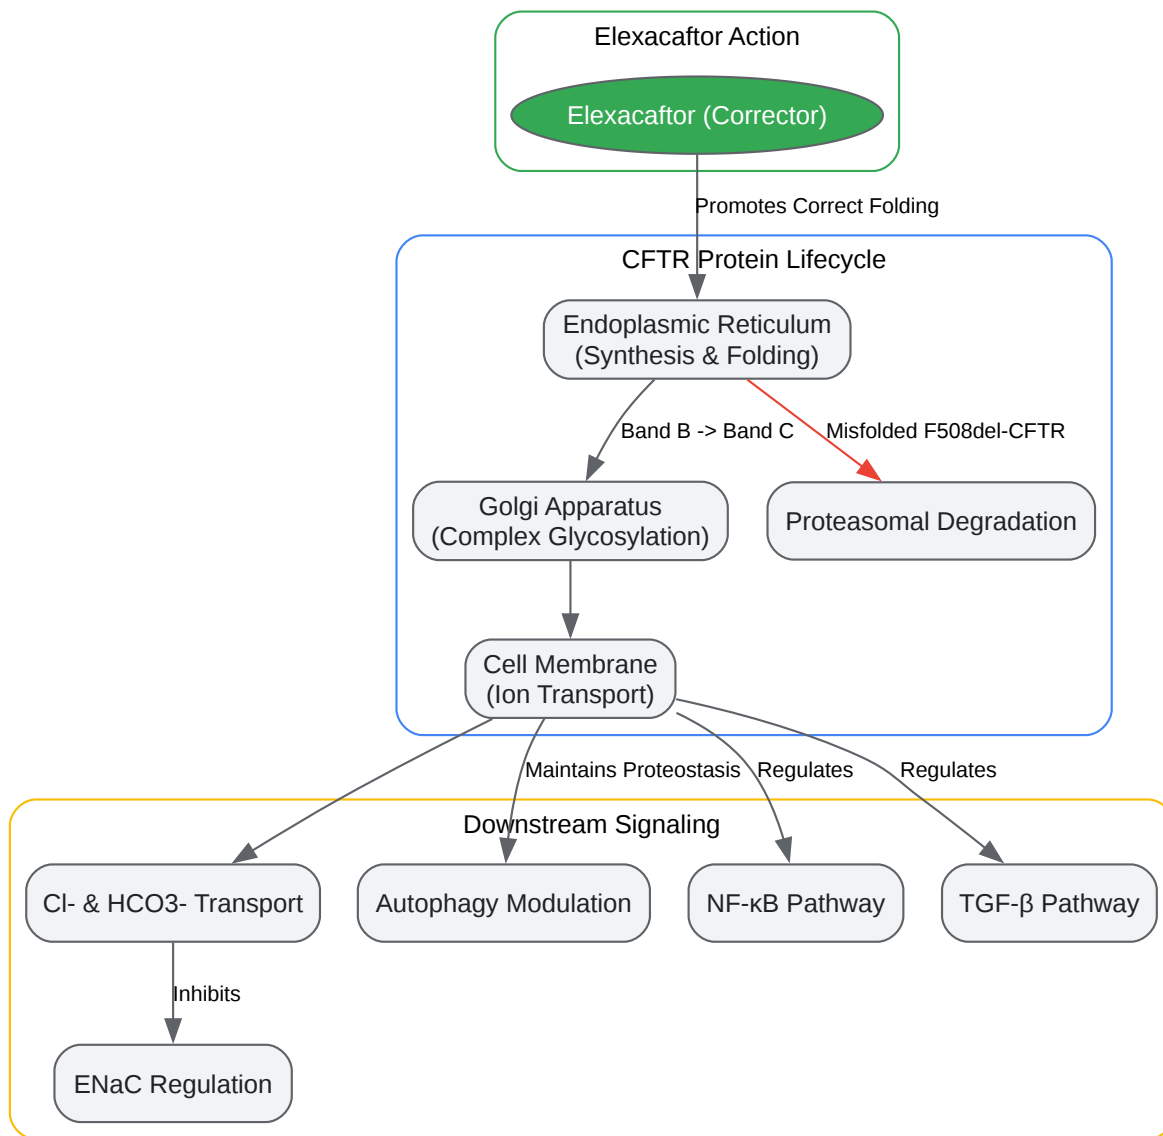 Elexacaftor Action
Elexacaftor (Corrector)
Promotes Correct Folding
CFTR Protein Lifecycle
Endoplasmic Reticulum
(Synthesis & Folding)
Band B -> Band C
Misfolded F508del-CFTR
Golgi Apparatus
(Complex Glycosylation)
Proteasomal Degradation
Cell Membrane
(Ion Transport)
Maintains Proteostasis
Regulates
Regulates
Downstream Signaling
Cl- & HCO3- Transport
Autophagy Modulation
NF-κB Pathway
TGF-β Pathway
Inhibits
ENaC Regulation